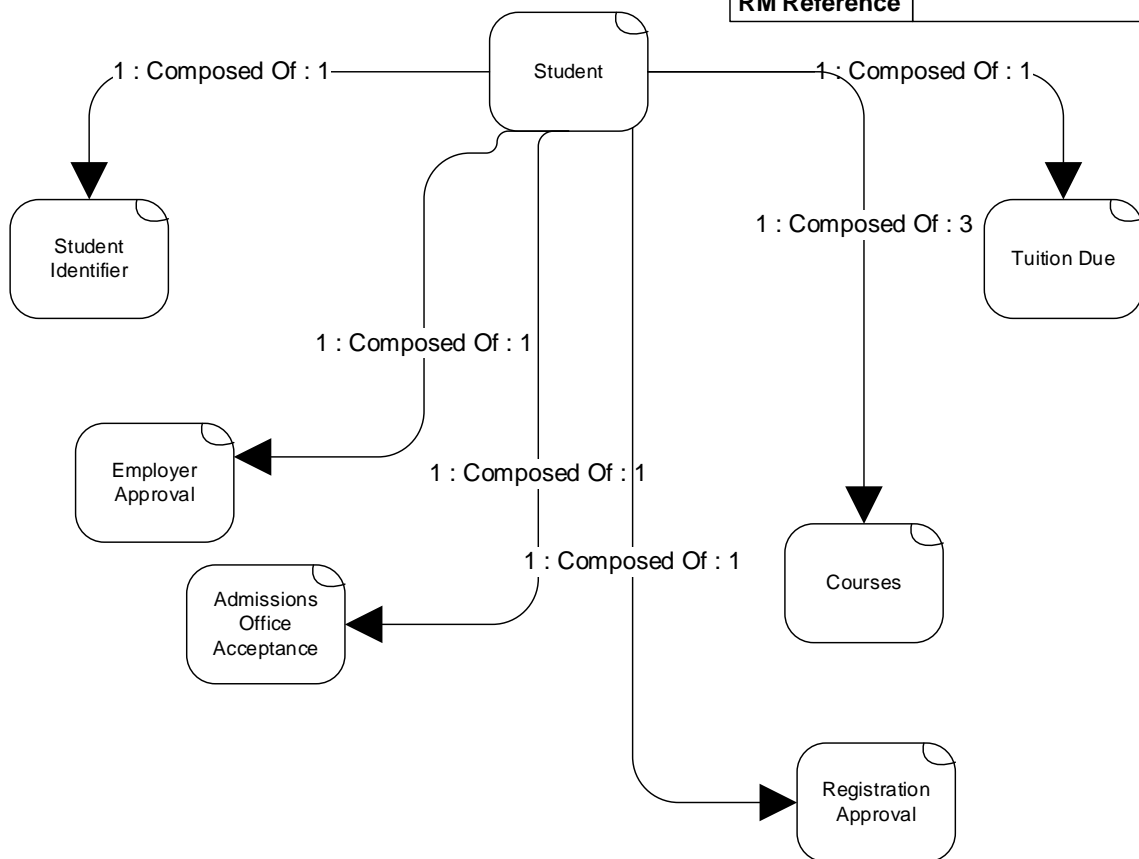 RM Reference
Student
1 : Composed Of : 1
1 : Composed Of : 1
Student
Identifier
1 : Composed Of : 3
Tuition Due
1 : Composed Of : 1
Employer
Approval
1 : Composed Of : 1
1 : Composed Of : 1
Admissions
Office
Acceptance
Courses
Registration
Approval